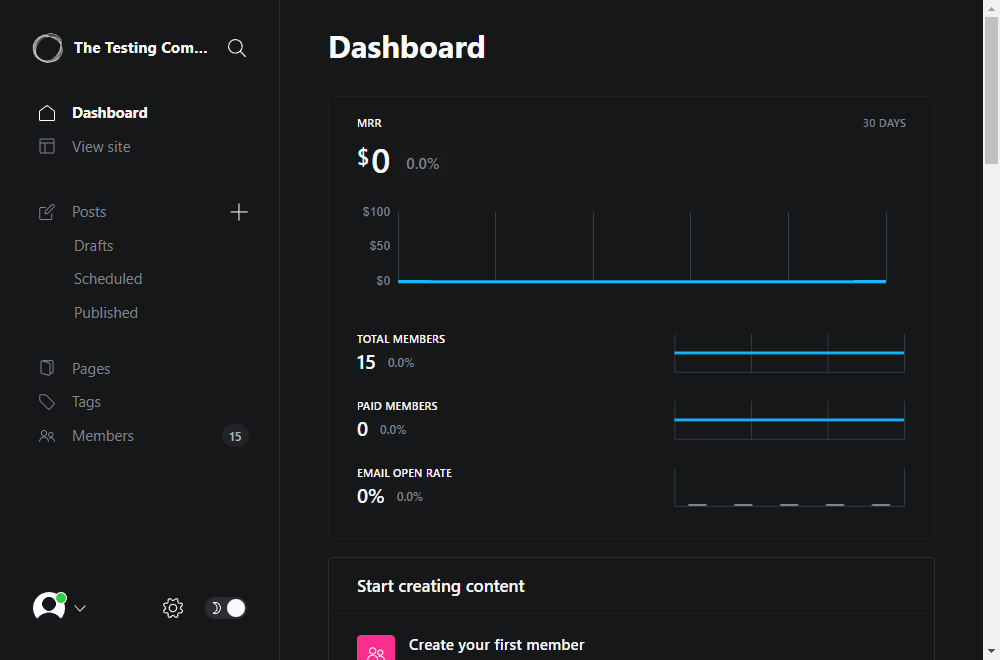 The Testing Com...
Dashboard
View site
Posts
Drafts
Scheduled
Published
Pages
Tags
Members 15
Dashboard
MRR 30 DAYS
$0 0.0%
$100
$50
$0
TOTAL MEMBERS
15 0.0%
PAID MEMBERS
0 0.0%
EMAIL OPEN RATE
0% 0.0%
Start creating content
Create your first member